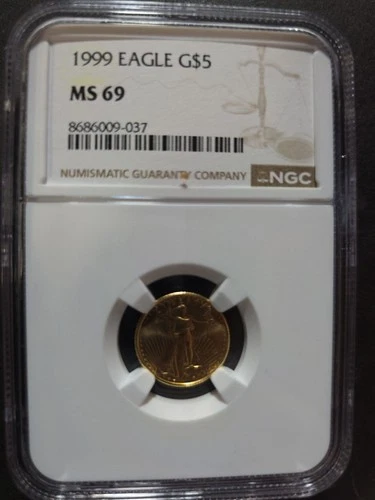 1999 EAGLE G$5
MS 69
8686009-037
NUMISMATIC GUARANTY COMPANY NGC